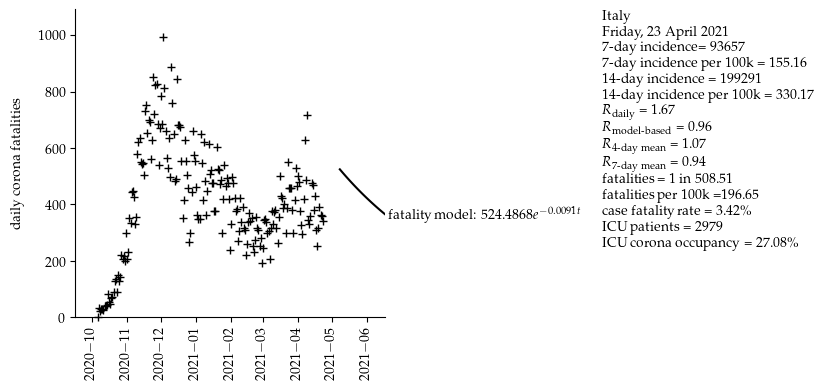 Italy
Friday, 23 April 2021
7-day incidence= 93657
7-day incidence per 100k = 155.16
14-day incidence = 199291
14-day incidence per 100k = 330.17
R_daily = 1.67
R_model-based = 0.96
R_4-day mean = 1.07
R_7-day mean = 0.94
fatalities = 1 in 508.51
fatalities per 100k =196.65
case fatality rate = 3.42%
ICU patients = 2979
ICU corona occupancy = 27.08%
daily corona fatalities
1000
800
600
400
200
0
fatality model: 524.4868e^{−0.0091t}
2020−10
2020−11
2020−12
2021−01
2021−02
2021−03
2021−04
2021−05
2021−06